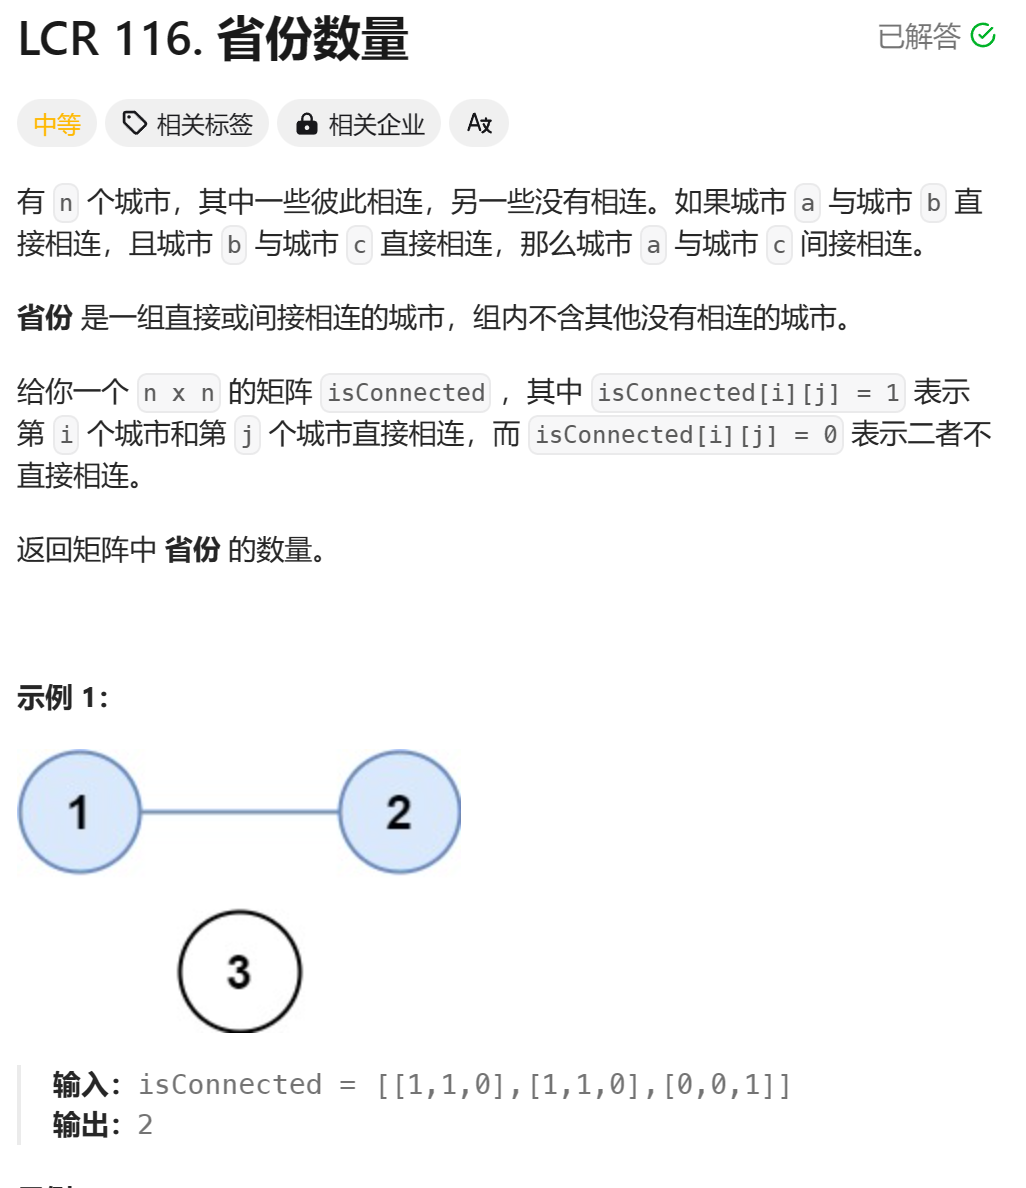 LCR 116. 省份数量
已解答
中等
相关标签
相关企业
有 n 个城市，其中一些彼此相连，另一些没有相连。如果城市 a 与城市 b 直
接相连，且城市 b 与城市 c 直接相连，那么城市 a 与城市 c 间接相连。
省份 是一组直接或间接相连的城市，组内不含其他没有相连的城市。
给你一个 n x n 的矩阵 isConnected ，其中 isConnected[i][j] = 1 表示
第 i 个城市和第 j 个城市直接相连，而 isConnected[i][j] = 0 表示二者不
直接相连。
返回矩阵中 省份 的数量。
示例 1：
1
2
3
输入：isConnected = [[1,1,0],[1,1,0],[0,0,1]]
输出：2